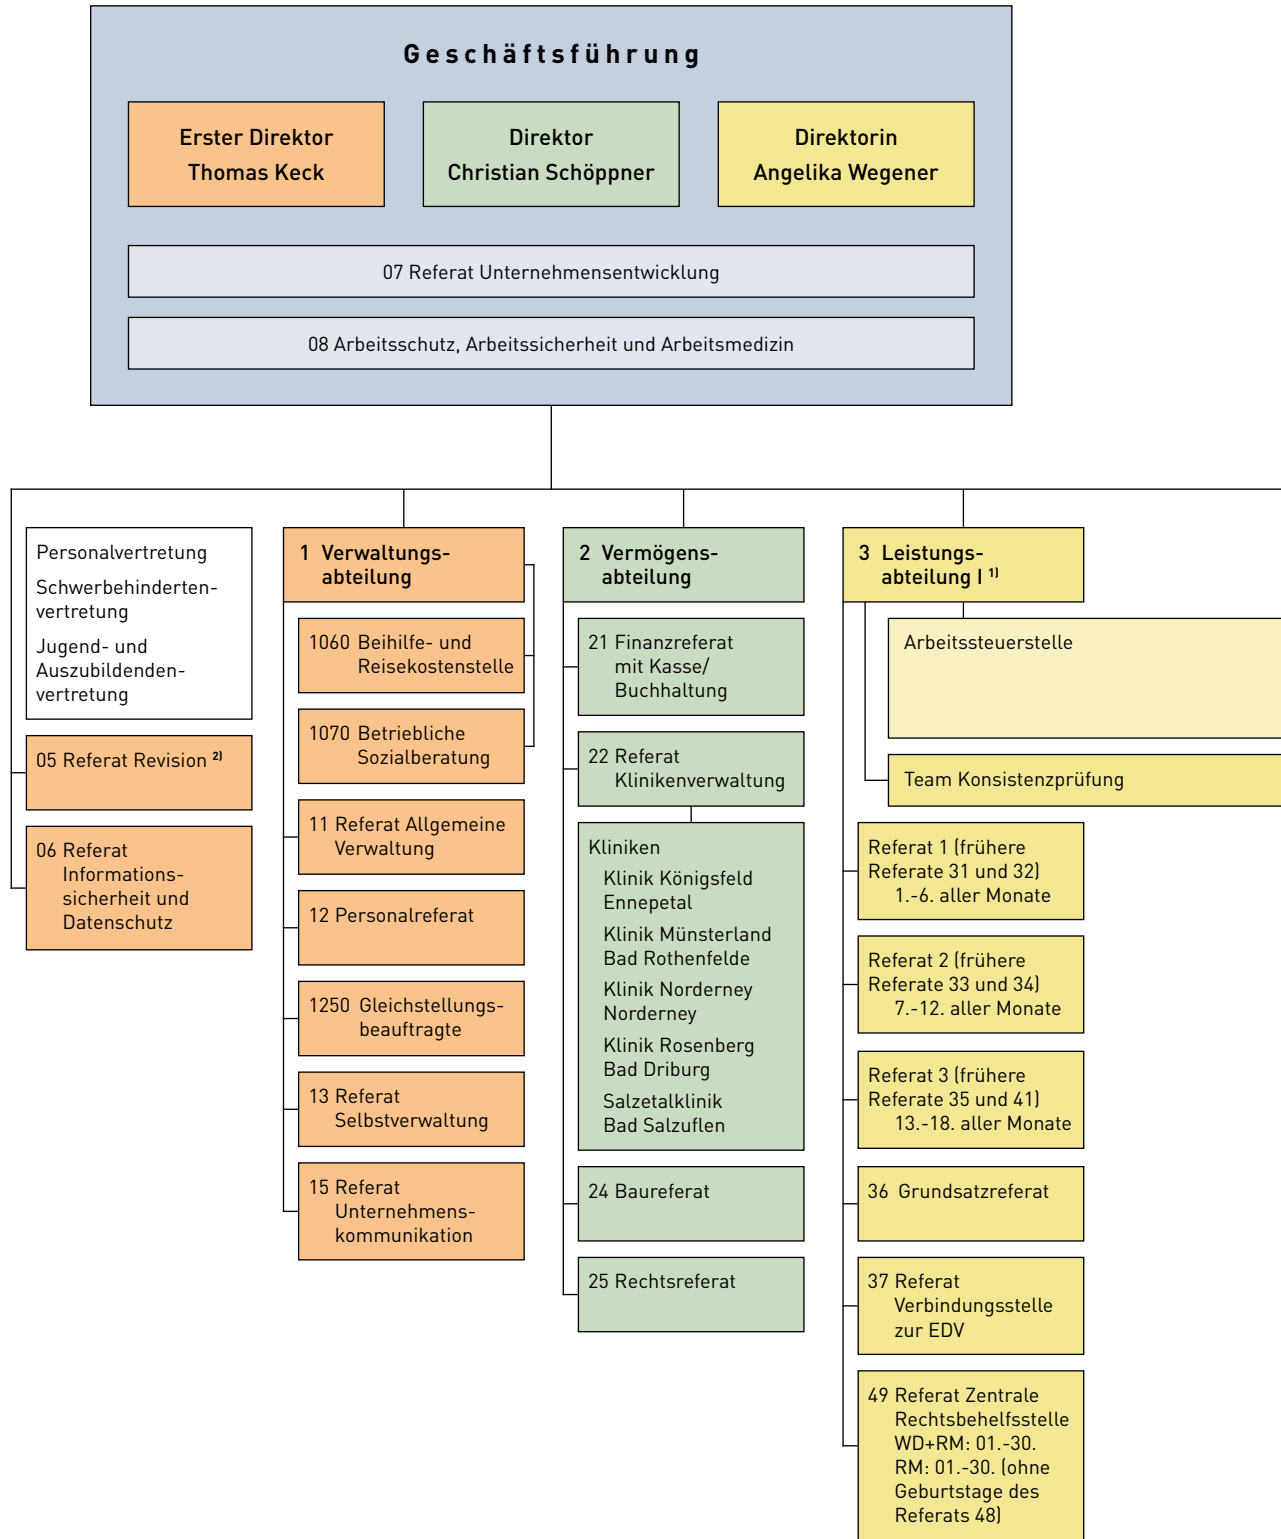 Geschäftsführung
Erster Direktor
Thomas Keck
Direktor
Christian Schöppner
Direktorin
Angelika Wegener
07 Referat Unternehmensentwicklung
08 Arbeitsschutz, Arbeitssicherheit und Arbeitsmedizin
Personalvertretung
Schwerbehinderten-
vertretung
Jugend- und
Auszubildenden-
vertretung
05 Referat Revision ²⁾
06 Referat
Informations-
sicherheit und
Datenschutz
1 Verwaltungs-
abteilung
1060 Beihilfe- und
Reisekostenstelle
1070 Betriebliche
Sozialberatung
11 Referat Allgemeine
Verwaltung
12 Personalreferat
1250 Gleichstellungs-
beauftragte
13 Referat
Selbstverwaltung
15 Referat
Unternehmens-
kommunikation
2 Vermögens-
abteilung
21 Finanzreferat
mit Kasse/
Buchhaltung
22 Referat
Klinikenverwaltung
Kliniken
Klinik Königsfeld
Ennepetal
Klinik Münsterland
Bad Rothenfelde
Klinik Norderney
Norderney
Klinik Rosenberg
Bad Driburg
Salzetalklinik
Bad Salzuflen
24 Baureferat
25 Rechtsreferat
3 Leistungs-
abteilung I ¹⁾
Arbeitssteuerstelle
Team Konsistenzprüfung
Referat 1 (frühere
Referate 31 und 32)
1.-6. aller Monate
Referat 2 (frühere
Referate 33 und 34)
7.-12. aller Monate
Referat 3 (frühere
Referate 35 und 41)
13.-18. aller Monate
36 Grundsatzreferat
37 Referat
Verbindungsstelle
zur EDV
49 Referat Zentrale
Rechtsbehelfsstelle
WD+RM: 01.-30.
RM: 01.-30. (ohne
Geburtstage des
Referats 48)